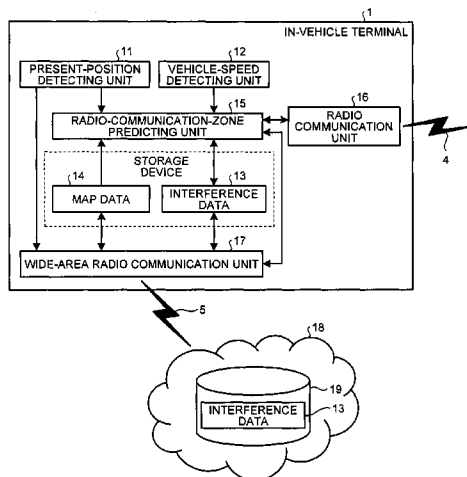 1
IN-VEHICLE TERMINAL
11
12
PRESENT-POSITION
DETECTING UNIT
VEHICLE-SPEED
DETECTING UNIT
15
16
RADIO-COMMUNICATION-ZONE
PREDICTING UNIT
RADIO
COMMUNICATION
UNIT
4
STORAGE
DEVICE
14
13
MAP DATA
INTERFERENCE
DATA
17
WIDE-AREA RADIO COMMUNICATION UNIT
5
18
19
INTERFERENCE
DATA
13